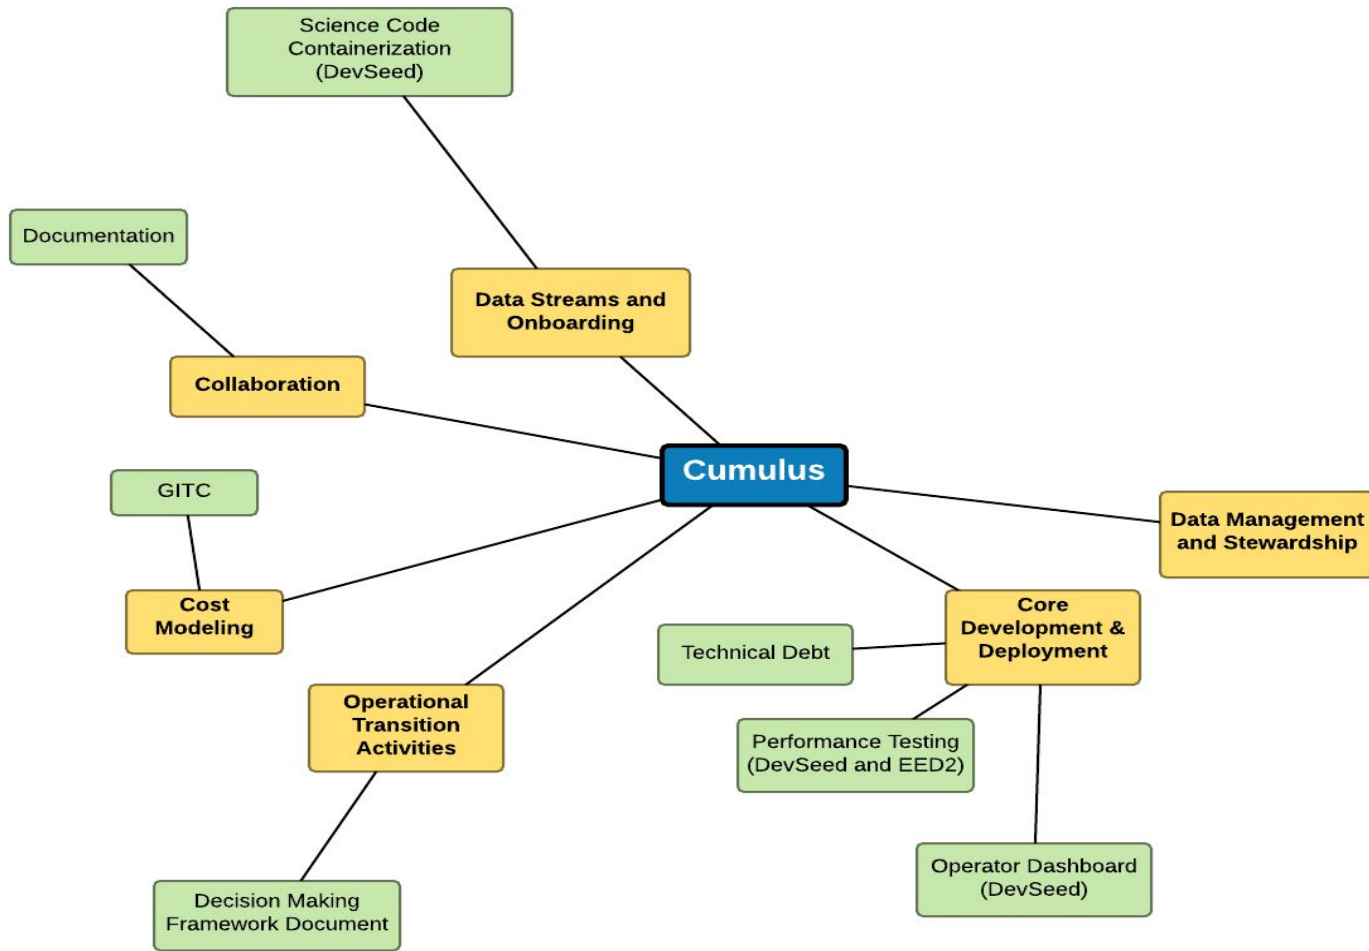 Science Code
Containerization
(DevSeed)
Documentation
Data Streams and
Onboarding
Collaboration
Cumulus
GITC
Data Management
and Stewardship
Cost
Modeling
Core
Development &
Deployment
Technical Debt
Operational
Transition
Activities
Performance Testing
(DevSeed and EED2)
Operator Dashboard
(DevSeed)
Decision Making
Framework Document